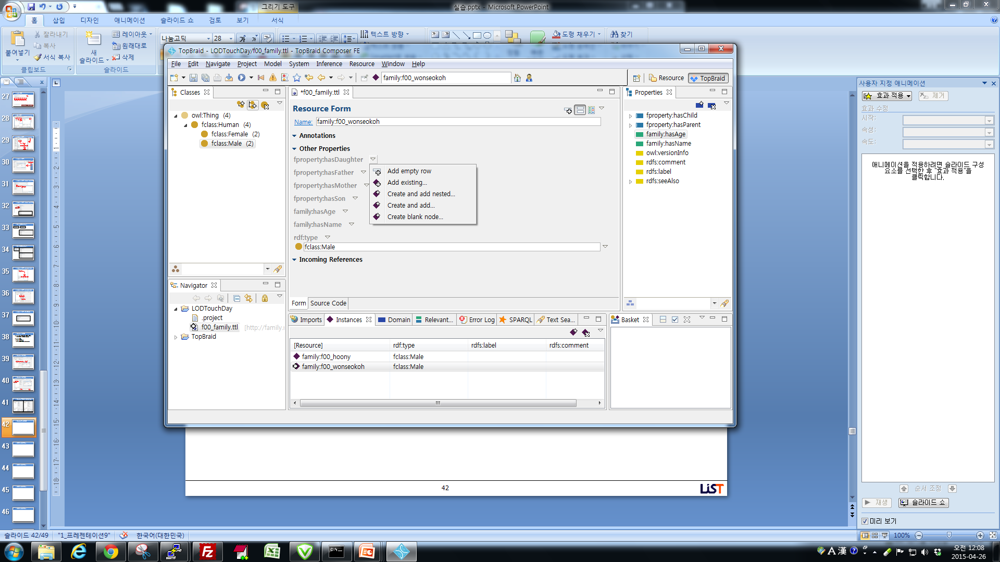 그리기 도구
실습.pptx - Microsoft PowerPoint
홈
삽입
디자인
애니메이션
슬라이드 쇼
검토
보기
서식
붙여넣기
잘라내기
복사
서식 복사
클립보드
새
슬라이드
레이아웃
원래대로
삭제
슬라이드
나눔고딕
28
가
텍스트 방향
도형 채우기
찾기
TopBraid - LODTouchDay/f00_family.ttl - TopBraid Composer FE
File Edit Navigate Project Model System Inference Resource Window Help
family:f00_wonseokoh
Resource
TopBraid
Classes
owl:Thing (4)
fclass:Human (4)
fclass:Female (2)
fclass:Male (2)
Navigator
LODTouchDay
.project
f00_family.ttl [http://family.
TopBraid
*f00_family.ttl
Resource Form
Name: family:f00_wonseokoh
Annotations
Other Properties
fproperty:hasDaughter
fproperty:hasFather
fproperty:hasMother
fproperty:hasSon
family:hasAge
family:hasName
rdf:type
fclass:Male
Incoming References
Add empty row
Add existing...
Create and add nested...
Create and add...
Create blank node...
Form
Source Code
Imports
Instances
Domain
Relevant...
Error Log
SPARQL
Text Sea...
[Resource] rdf:type rdfs:label rdfs:comment
family:f00_hoony fclass:Male
family:f00_wonseokoh fclass:Male
Properties
fproperty:hasChild
fproperty:hasParent
family:hasAge
family:hasName
owl:versionInfo
rdfs:comment
rdfs:label
rdfs:seeAlso
Basket
사용자 지정 애니메이션
효과 적용
제거
효과 수정
시작:
속성:
속도:
애니메이션을 적용하려면 슬라이드 구성
요소를 선택한 후 "효과 적용"을
클릭합니다.
순서 조정
재생
슬라이드 쇼
미리 보기
27
28
29
30
31
32
33
34
35
36
37
38
39
40
41
42
43
44
45
46
42
LiST
슬라이드 42/49
"1_프레젠테이션9"
한국어(대한민국)
100%
A 漢
오전 12:08
2015-04-26